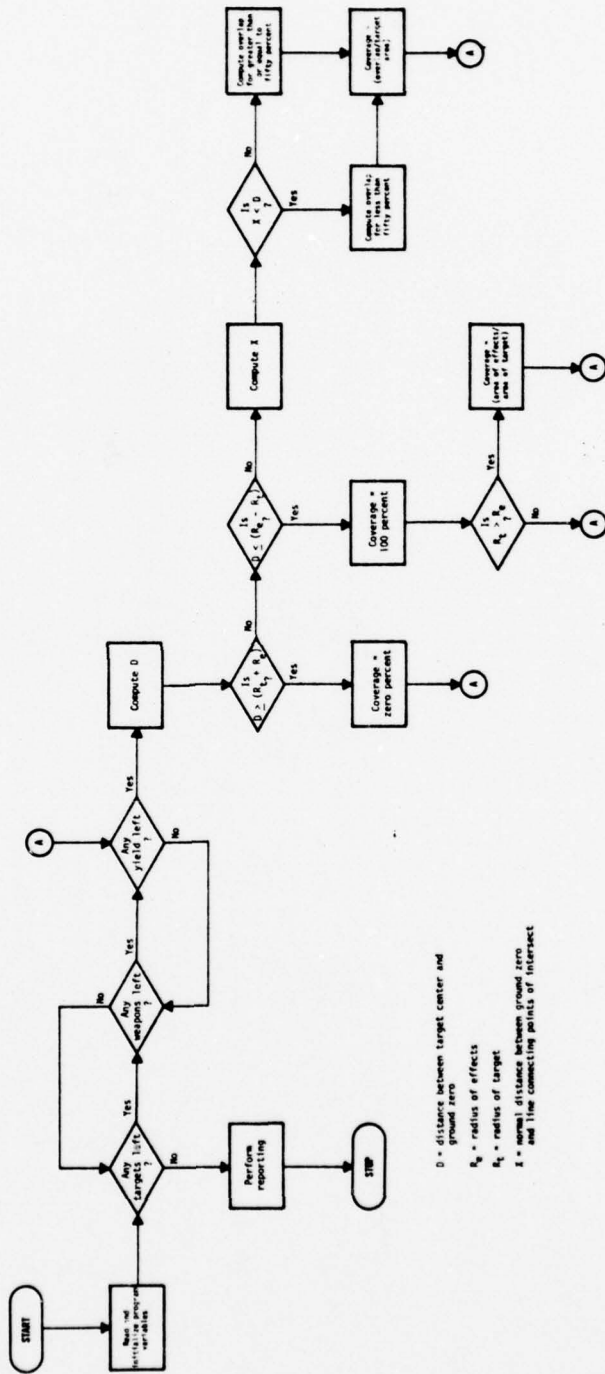 START
Read and
initialize program
variables
Any
targets left
?
Yes
No
Perform
reporting
STOP
Any
weapons left
?
No
Yes
A
Any
yield left
?
Yes
No
Compute D
Is
D ≥ (Rt + Re)
?
No
Yes
Coverage =
zero percent
A
Is
D ≤ (Re - Rt)
?
No
Yes
Coverage =
100 percent
Is
Rt > Re
?
Yes
No
A
Coverage =
(area of effects/
area of target)
A
Compute X
Is
X < D
?
No
Yes
Compute overlap
for greater than
or equal to
fifty percent
Compute overlap
for less than
fifty percent
Coverage =
/target
area)
A
D = distance between target center and
ground zero
Re = radius of effects
Rt = radius of target
X = normal distance between ground zero
and line connecting points of intersect